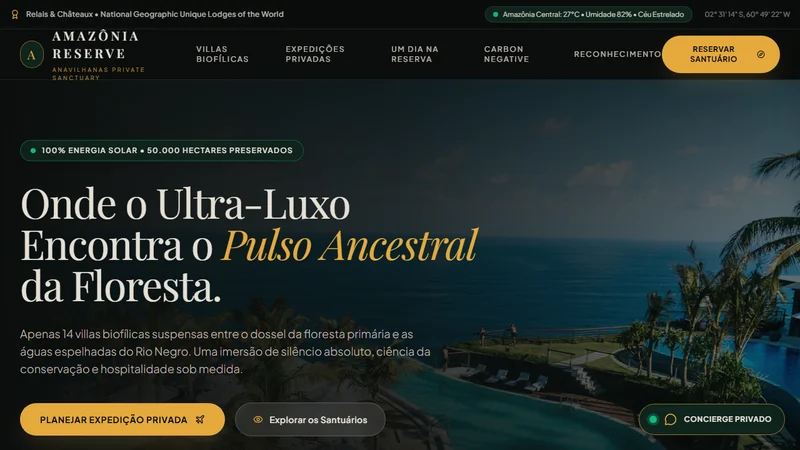 Relais & Châteaux • National Geographic Unique Lodges of the World
Amazônia Central: 27°C • Umidade 82% • Céu Estrelado
02° 31' 14" S, 60° 49' 22" W
A
AMAZÔNIA
RESERVE
ANAVILHANAS PRIVATE
SANCTUARY
VILLAS
BIOFÍLICAS
EXPEDIÇÕES
PRIVADAS
UM DIA NA
RESERVA
CARBON
NEGATIVE
RECONHECIMENTO
RESERVAR
SANTUÁRIO
100% ENERGIA SOLAR • 50.000 HECTARES PRESERVADOS
Onde o Ultra-Luxo
Encontra o Pulso Ancestral
da Floresta.
Apenas 14 villas biofílicas suspensas entre o dossel da floresta primária e as
águas espelhadas do Rio Negro. Uma imersão de silêncio absoluto, ciência da
conservação e hospitalidade sob medida.
PLANEJAR EXPEDIÇÃO PRIVADA
Explorar os Santuários
CONCIERGE PRIVADO